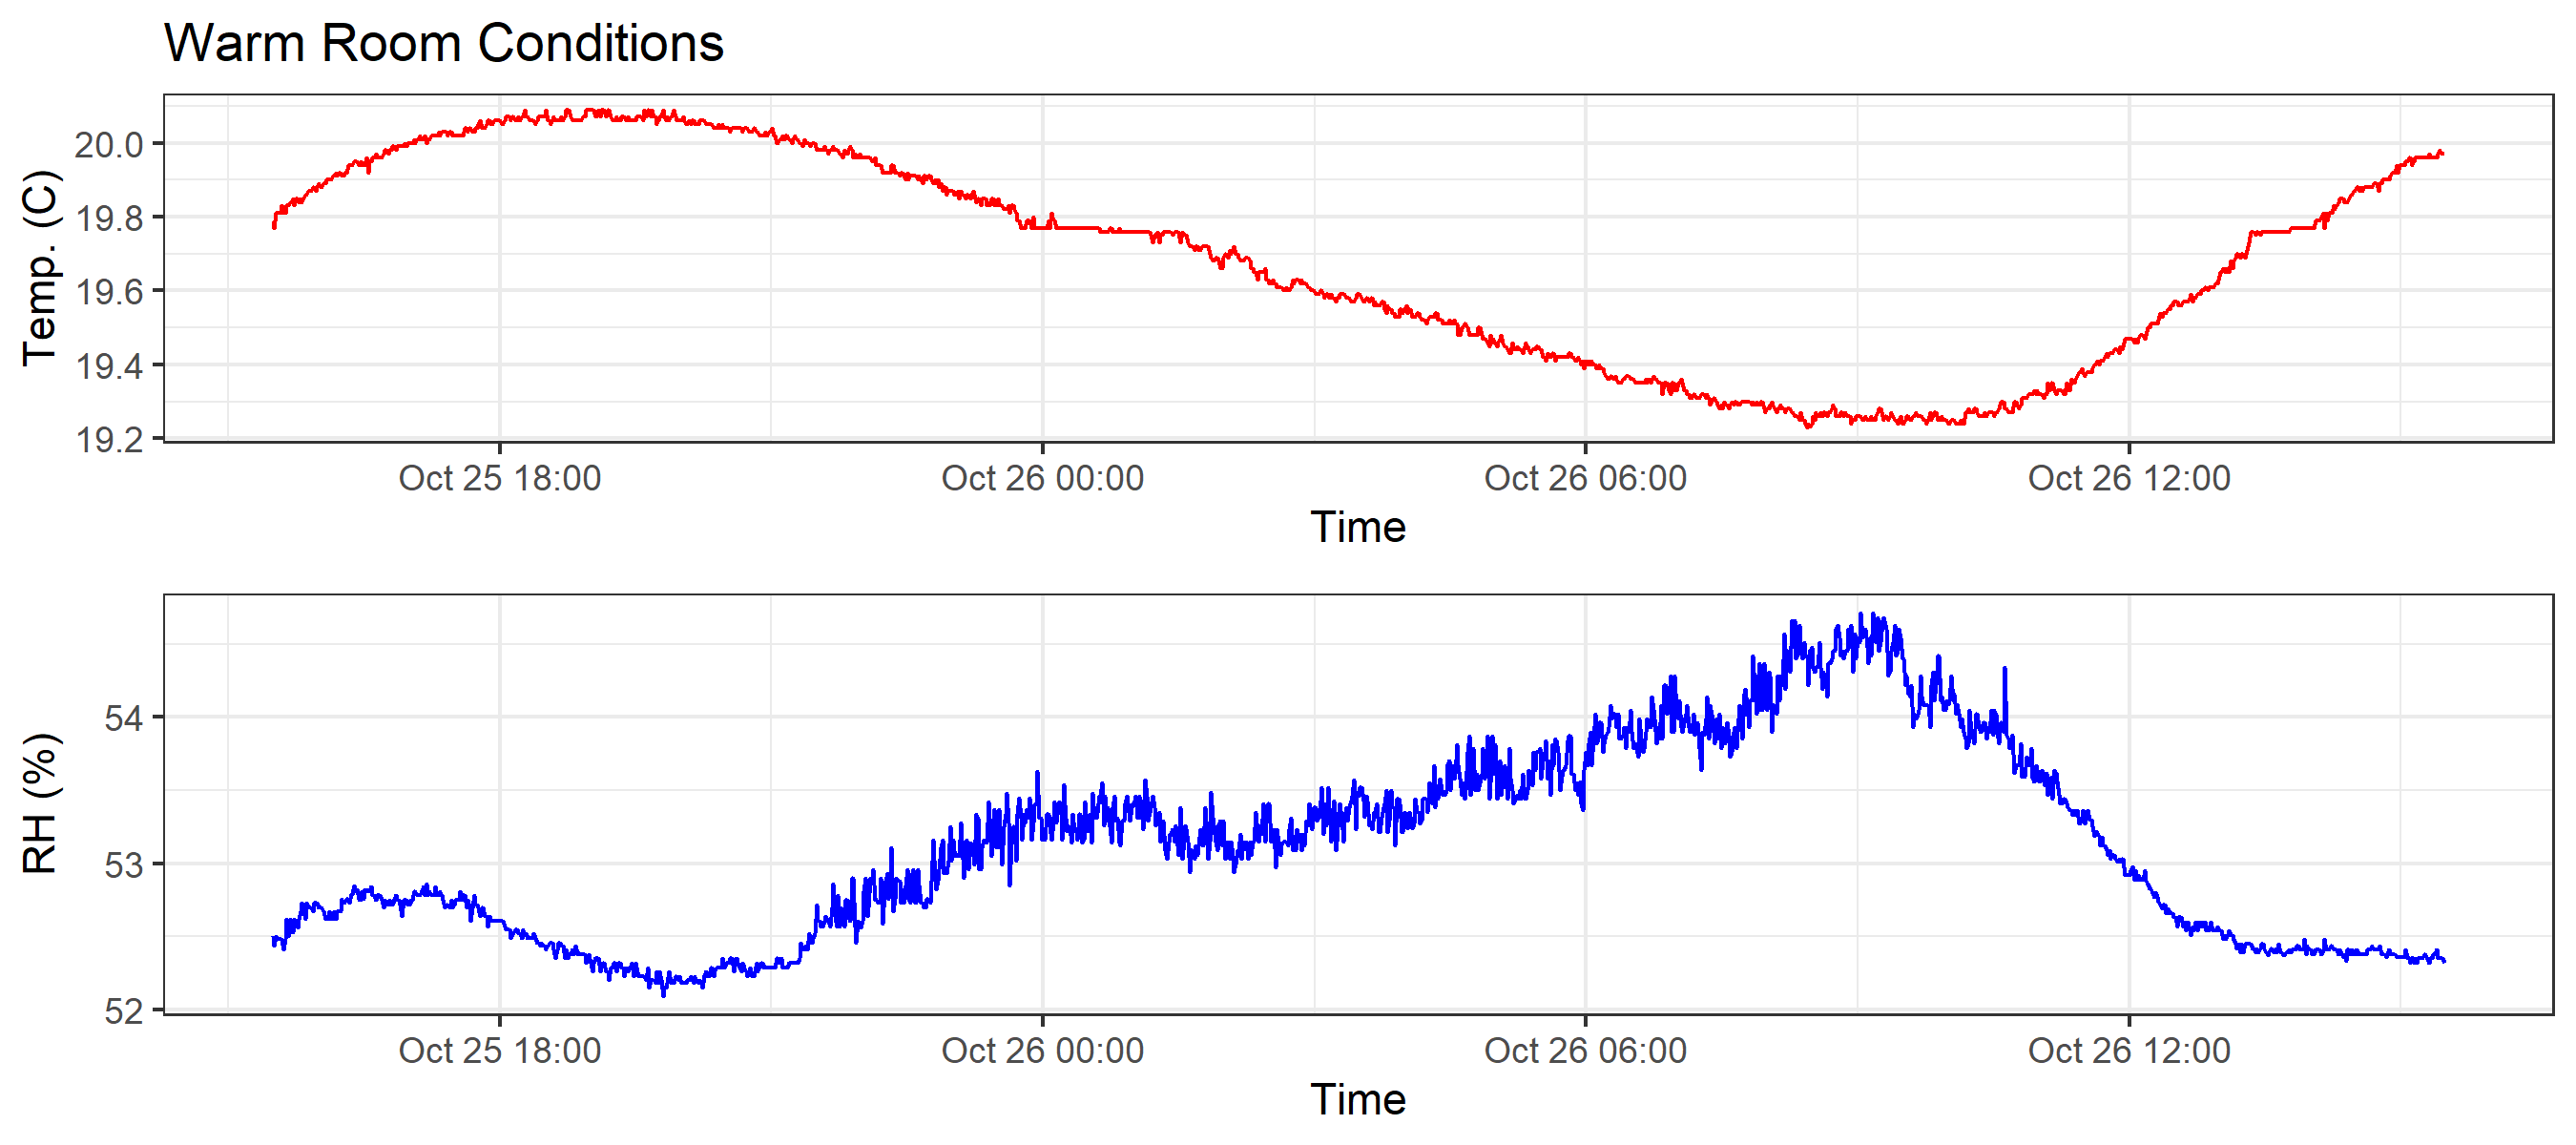 Warm Room Conditions
Temp. (C)
20.0
19.8
19.6
19.4
19.2
Oct 25 18:00 Oct 26 00:00 Oct 26 06:00 Oct 26 12:00
Time
RH (%)
54
53
52
Oct 25 18:00 Oct 26 00:00 Oct 26 06:00 Oct 26 12:00
Time